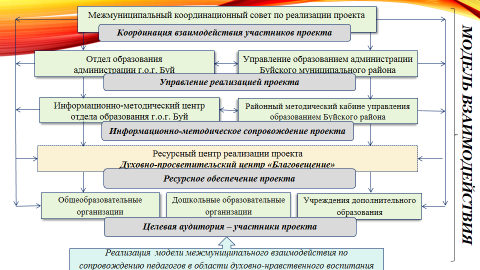 Межмуниципальный координационный совет по реализации проекта
Координация взаимодействия участников проекта
Отдел образования
администрации г.о.г. Буй
Управление образованием администрации
Буйского муниципального района
Управление реализацией проекта
Информационно-методический центр
отдела образования г.о.г. Буй
Районный методический кабине управления
образованием Буйского района
Информационно-методическое сопровождение проекта
Ресурсный центр реализации проекта
Духовно-просветительский центр «Благовещение»
Ресурсное обеспечение проекта
Общеобразовательные
организации
Дошкольные образовательные
организации
Учреждения дополнительного
образования
Целевая аудитория – участники проекта
Реализация модели межмуниципального взаимодействия по
сопровождению педагогов в области духовно-нравственного воспитания
МОДЕЛЬ ВЗАИМОДЕЙСТВИЯ